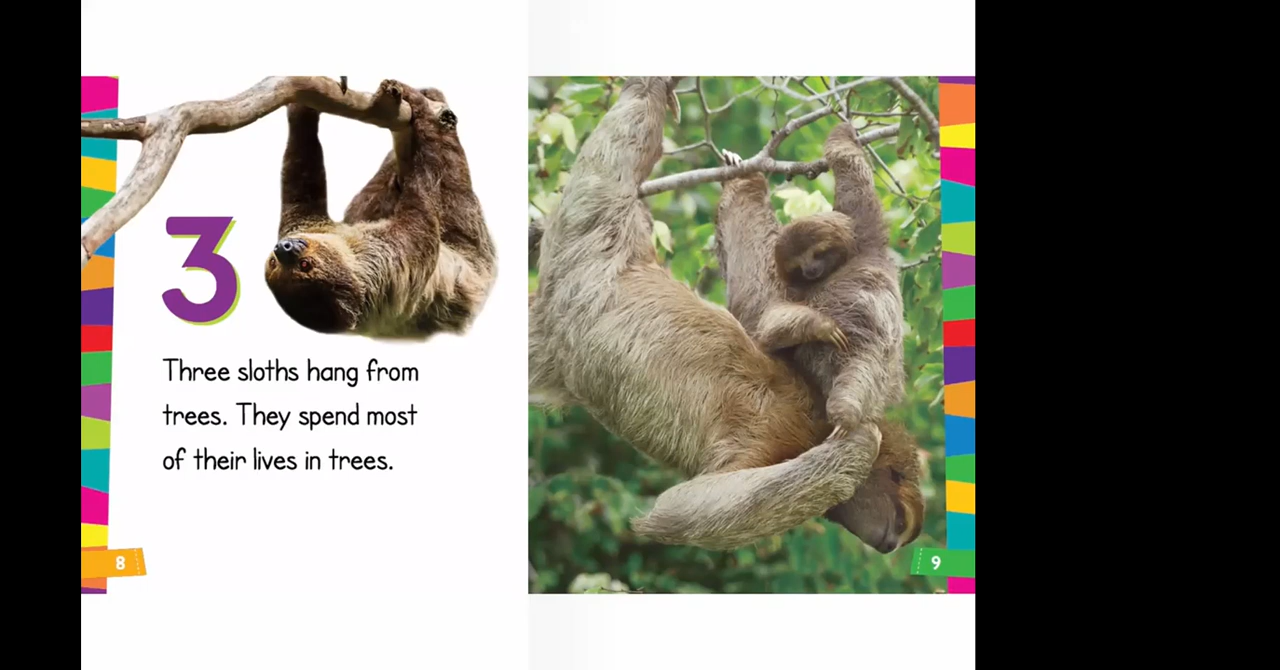 3
Three sloths hang from
trees. They spend most
of their lives in trees.
8
9